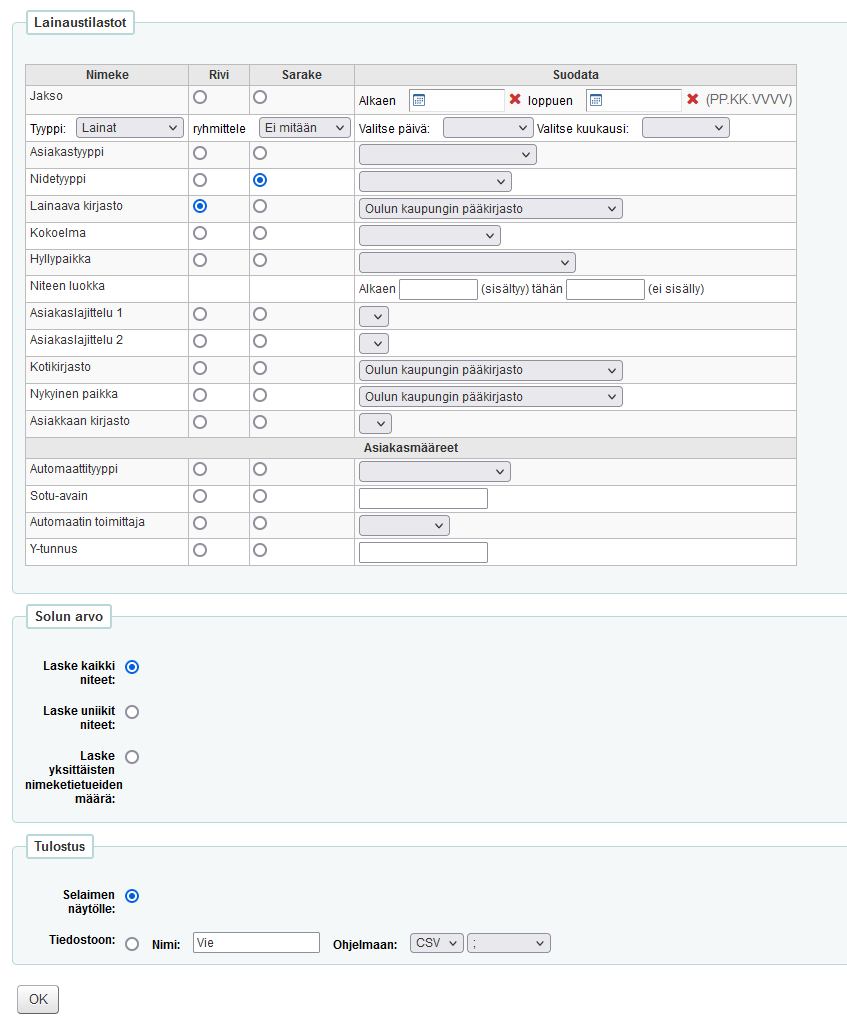 Lainaustilastot
Nimeke Rivi Sarake Suodata
Jakso Alkaen loppuen (PP.KK.VVVV)
Tyyppi: Lainat ryhmittele Ei mitään Valitse päivä: Valitse kuukausi:
Asiakastyyppi
Nidetyyppi
Lainaava kirjasto Oulun kaupungin pääkirjasto
Kokoelma
Hyllypaikka
Niteen luokka Alkaen (sisältyy) tähän (ei sisälly)
Asiakaslajittelu 1
Asiakaslajittelu 2
Kotikirjasto Oulun kaupungin pääkirjasto
Nykyinen paikka Oulun kaupungin pääkirjasto
Asiakkaan kirjasto
Asiakasmääreet
Automaattityyppi
Sotu-avain
Automaatin toimittaja
Y-tunnus
Solun arvo
Laske kaikki
niteet:
Laske uniikit
niteet:
Laske
yksittäisten
nimeketietueiden
määrä:
Tulostus
Selaimen
näytölle:
Tiedostoon: Nimi: Vie Ohjelmaan: CSV ;
OK